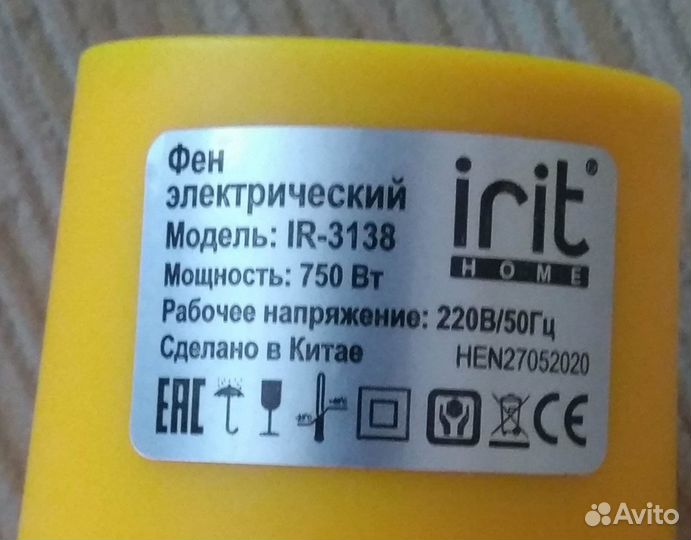 Фен
электрический
Модель: IR-3138
Мощность: 750 Вт
Рабочее напряжение: 220В/50Гц
Сделано в Китае
irit®
HOME
HEN27052020
EAC
CE
Avito